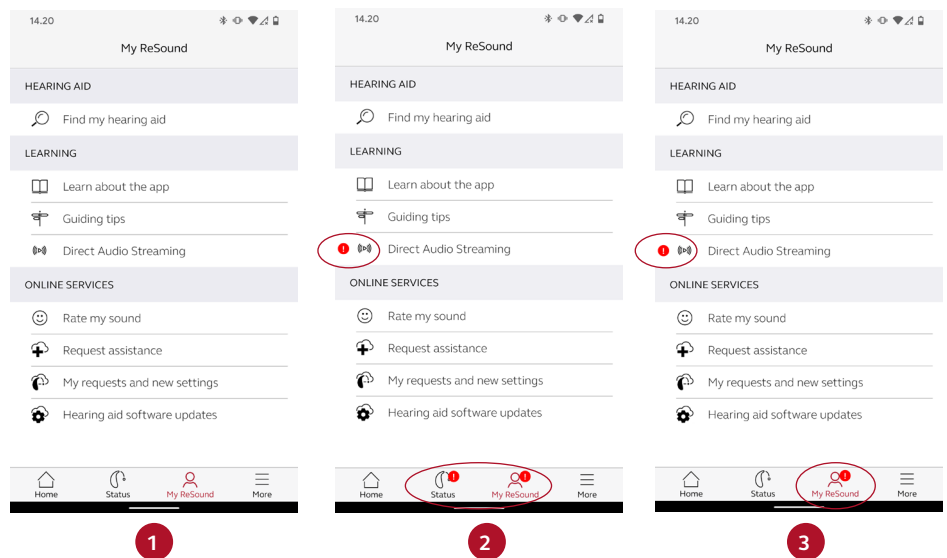 14.20
My ReSound
HEARING AID
Find my hearing aid
LEARNING
Learn about the app
Guiding tips
Direct Audio Streaming
ONLINE SERVICES
Rate my sound
Request assistance
My requests and new settings
Hearing aid software updates
Home Status My ReSound More
1
14.20
My ReSound
HEARING AID
Find my hearing aid
LEARNING
Learn about the app
Guiding tips
! Direct Audio Streaming
ONLINE SERVICES
Rate my sound
Request assistance
My requests and new settings
Hearing aid software updates
! !
Home Status My ReSound More
2
14.20
My ReSound
HEARING AID
Find my hearing aid
LEARNING
Learn about the app
Guiding tips
! Direct Audio Streaming
ONLINE SERVICES
Rate my sound
Request assistance
My requests and new settings
Hearing aid software updates
!
Home Status My ReSound More
3